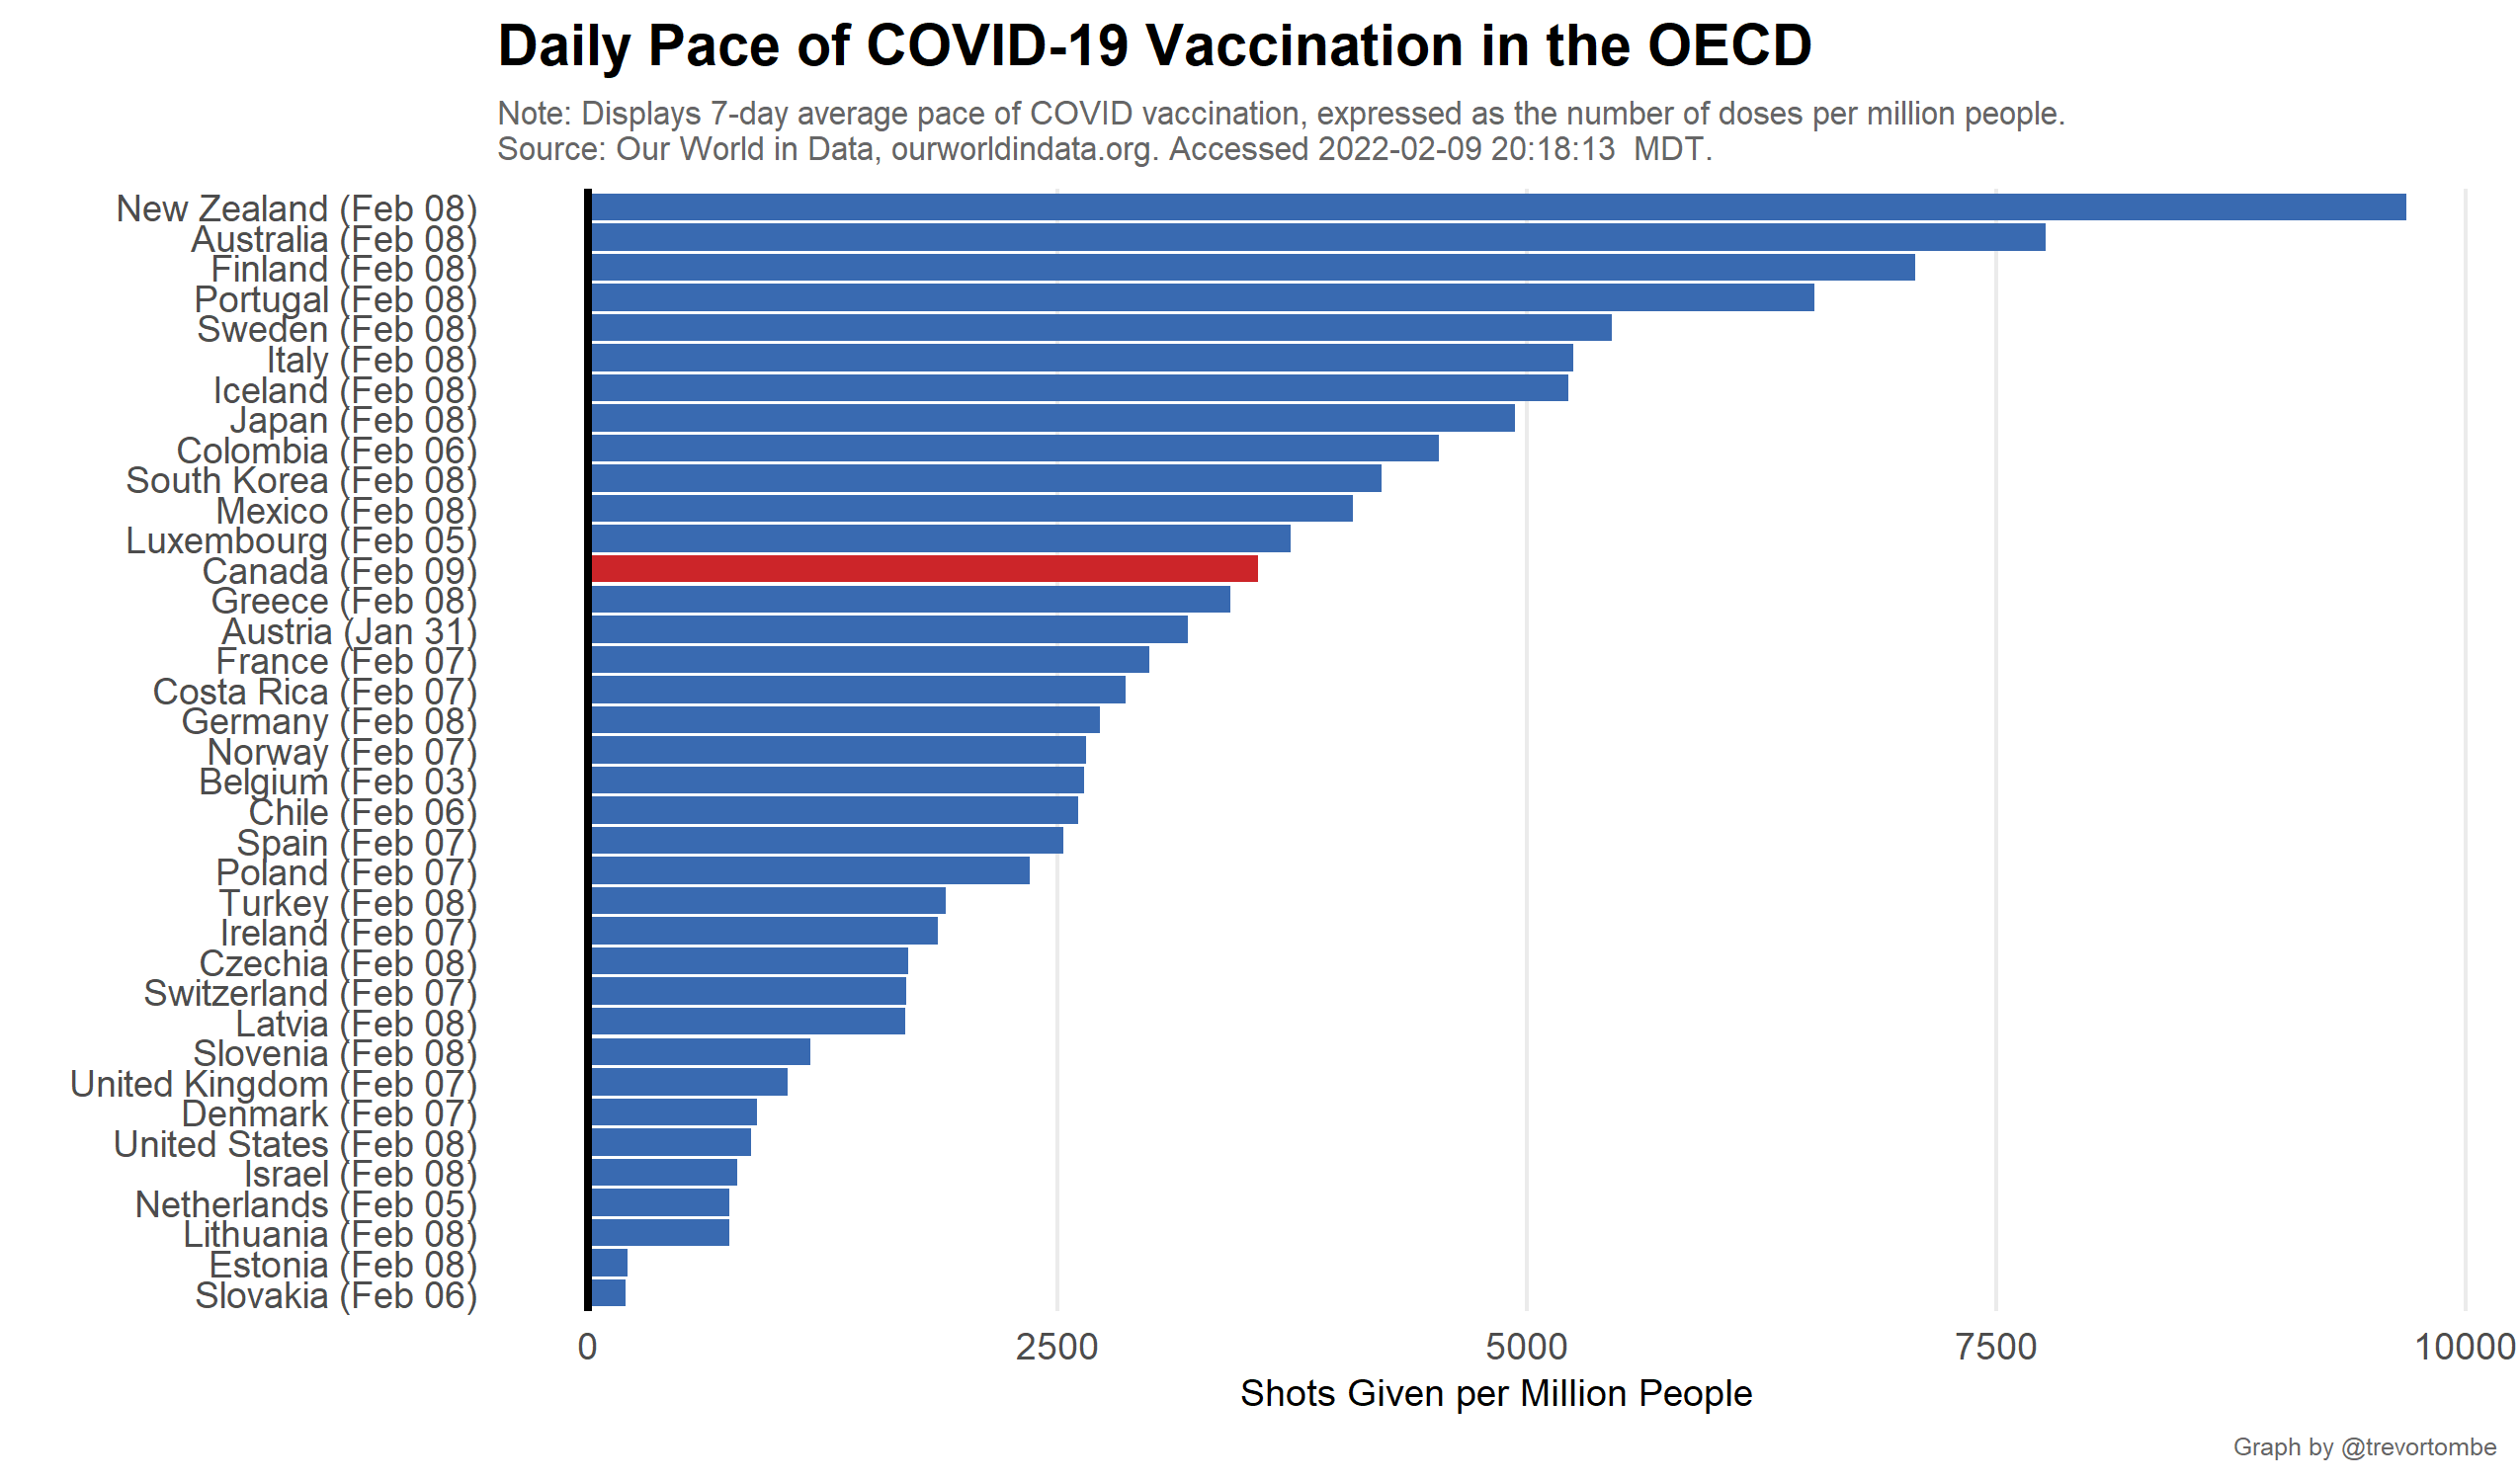 Daily Pace of COVID-19 Vaccination in the OECD
Note: Displays 7-day average pace of COVID vaccination, expressed as the number of doses per million people.
Source: Our World in Data, ourworldindata.org. Accessed 2022-02-09 20:18:13  MDT.
New Zealand (Feb 08)
Australia (Feb 08)
Finland (Feb 08)
Portugal (Feb 08)
Sweden (Feb 08)
Italy (Feb 08)
Iceland (Feb 08)
Japan (Feb 08)
Colombia (Feb 06)
South Korea (Feb 08)
Mexico (Feb 08)
Luxembourg (Feb 05)
Canada (Feb 09)
Greece (Feb 08)
Austria (Jan 31)
France (Feb 07)
Costa Rica (Feb 07)
Germany (Feb 08)
Norway (Feb 07)
Belgium (Feb 03)
Chile (Feb 06)
Spain (Feb 07)
Poland (Feb 07)
Turkey (Feb 08)
Ireland (Feb 07)
Czechia (Feb 08)
Switzerland (Feb 07)
Latvia (Feb 08)
Slovenia (Feb 08)
United Kingdom (Feb 07)
Denmark (Feb 07)
United States (Feb 08)
Israel (Feb 08)
Netherlands (Feb 05)
Lithuania (Feb 08)
Estonia (Feb 08)
Slovakia (Feb 06)
0 2500 5000 7500 10000
Shots Given per Million People
Graph by @trevortombe